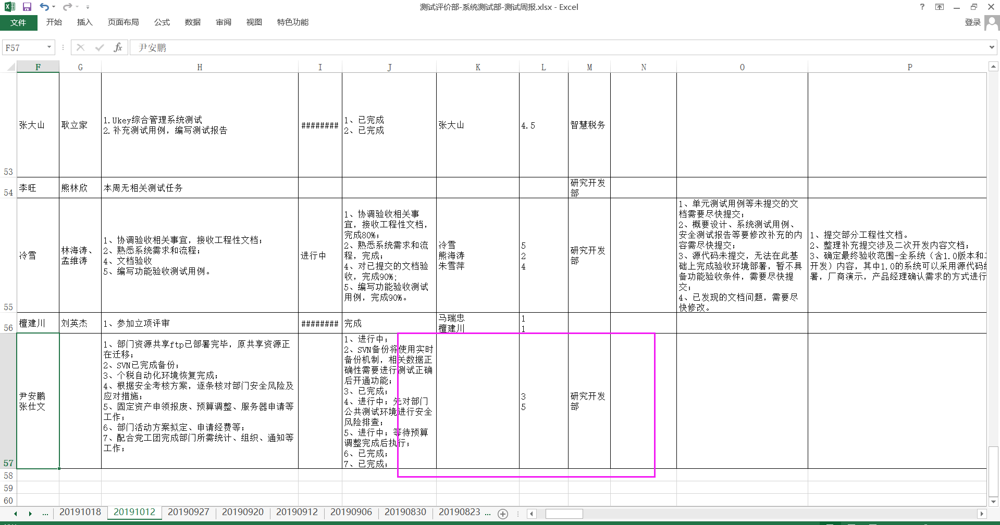 测试评价部-系统测试部-测试周报.xlsx - Excel
?
文件 开始 插入 页面布局 公式 数据 审阅 视图 特色功能 登录
F57 fx 尹安鹏
F G H I J K L M N O P
53
张大山
耿立家
1.Ukey综合管理系统测试
2.补充测试用例，编写测试报告
########
1、已完成
2、已完成
张大山
4.5
智慧税务
54
李旺
熊林欣
本周无相关测试任务
研究开发
部
55
冷雪
林海涛、
孟维涛
1、协调验收相关事宜，接收工程性文档；
2、熟悉系统需求和流程；
4、文档验收
5、编写功能验收测试用例。
进行中
1、协调验收相关事
宜，接收工程性文档，
完成80%；
2、熟悉系统需求和流
程，完成；
4、对已提交的文档验
收，完成90%；
5、编写功能验收测试
用例，完成90%。
冷雪
熊海涛
朱雪萍
5
2
4
研究开发
部
1、单元测试用例等未提交的文
档需要尽快提交；
2、概要设计、系统测试用例、
安全测试报告等要修改补充的内
容需尽快提交；
3、源代码未提交，无法在此基
础上完成验收环境部署，暂不具
备功能验收条件，需要尽快提
交；
4、已发现的文档问题，需要尽
快修改。
1、提交部分工程性文档。
2、整理补充提交涉及二次开发内容文档；
3、确定最终验收范围-全系统（含1.0版本和
开发）内容，其中1.0的系统可以采用源代码
署，厂商演示，产品经理确认需求的方式进行
56
檀建川
刘英杰
1、参加立项评审
########
完成
马瑞忠
檀建川
1
1
57
尹安鹏
张仕文
1、部门资源共享ftp已部署完毕，原共享资源正
在迁移；
2、SVN已完成备份；
3、个税自动化环境恢复完成；
4、根据安全考核方案，逐条核对部门安全风险及
应对措施；
5、固定资产申领报废、预算调整、服务器申请等
工作；
6、部门活动方案拟定、申请经费等；
7、配合党工团完成部门所需统计、组织、通知等
工作；
1、进行中；
2、SVN备份将使用实时
备份机制，相关数据正
确性需要进行测试正确
后开通功能；
3、已完成；
4、进行中；先对部门
公共测试环境进行安全
风险排查；
5、进行中；等待预算
调整完成后执行；
6、已完成；
7、已完成；
3
5
研究开发
部
58
59
60
... 20191018 20191012 20190927 20190920 20190912 20190906 20190830 20190823 ...